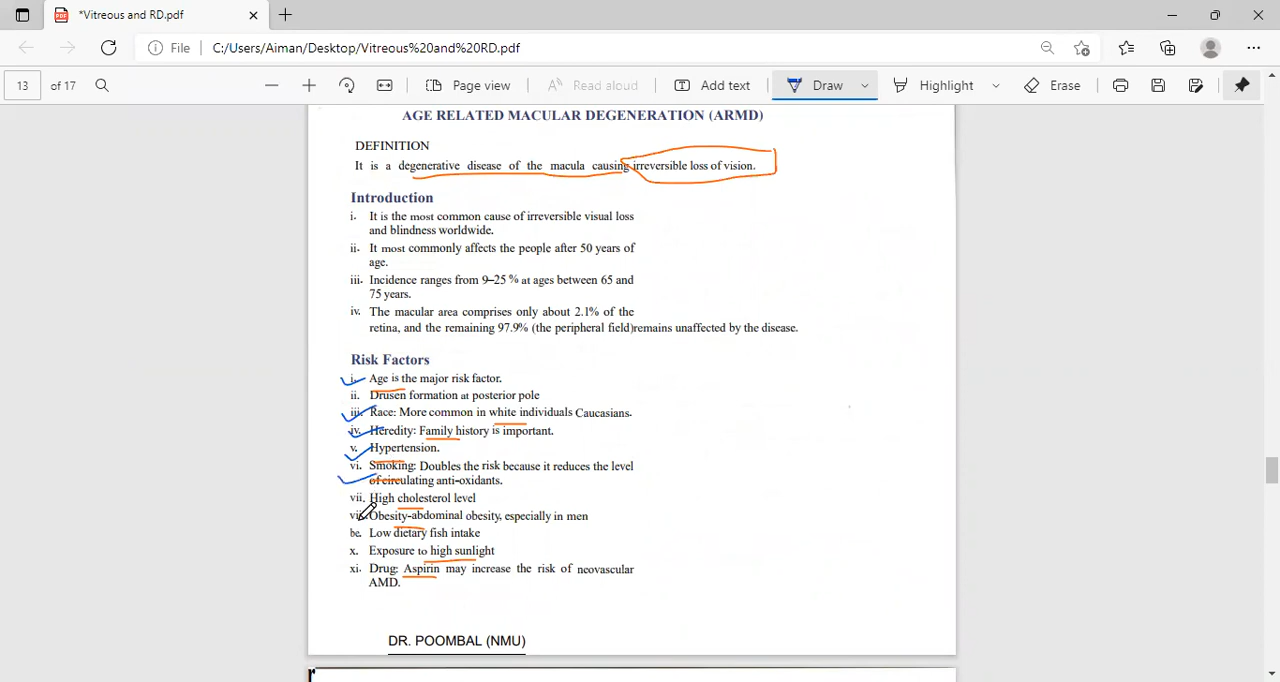 *Vitreous and RD.pdf
File
C:/Users/Aiman/Desktop/Vitreous%20and%20RD.pdf
13 of 17
Page view
Read aloud
Add text
Draw
Highlight
Erase
AGE RELATED MACULAR DEGENERATION (ARMD)
DEFINITION
It is a degenerative disease of the macula causing irreversible loss of vision.
Introduction
i. It is the most common cause of irreversible visual loss
and blindness worldwide.
ii. It most commonly affects the people after 50 years of
age.
iii. Incidence ranges from 9–25 % at ages between 65 and
75 years.
iv. The macular area comprises only about 2.1% of the
retina, and the remaining 97.9% (the peripheral field)remains unaffected by the disease.
Risk Factors
i. Age is the major risk factor.
ii. Drusen formation at posterior pole
iii. Race: More common in white individuals Caucasians.
iv. Heredity: Family history is important.
v. Hypertension.
vi. Smoking: Doubles the risk because it reduces the level
of circulating anti-oxidants.
vii. High cholesterol level
Obesity-abdominal obesity, especially in men
be. Low dietary fish intake
x. Exposure to high sunlight
xi. Drug: Aspirin may increase the risk of neovascular
AMD.
DR. POOMBAL (NMU)